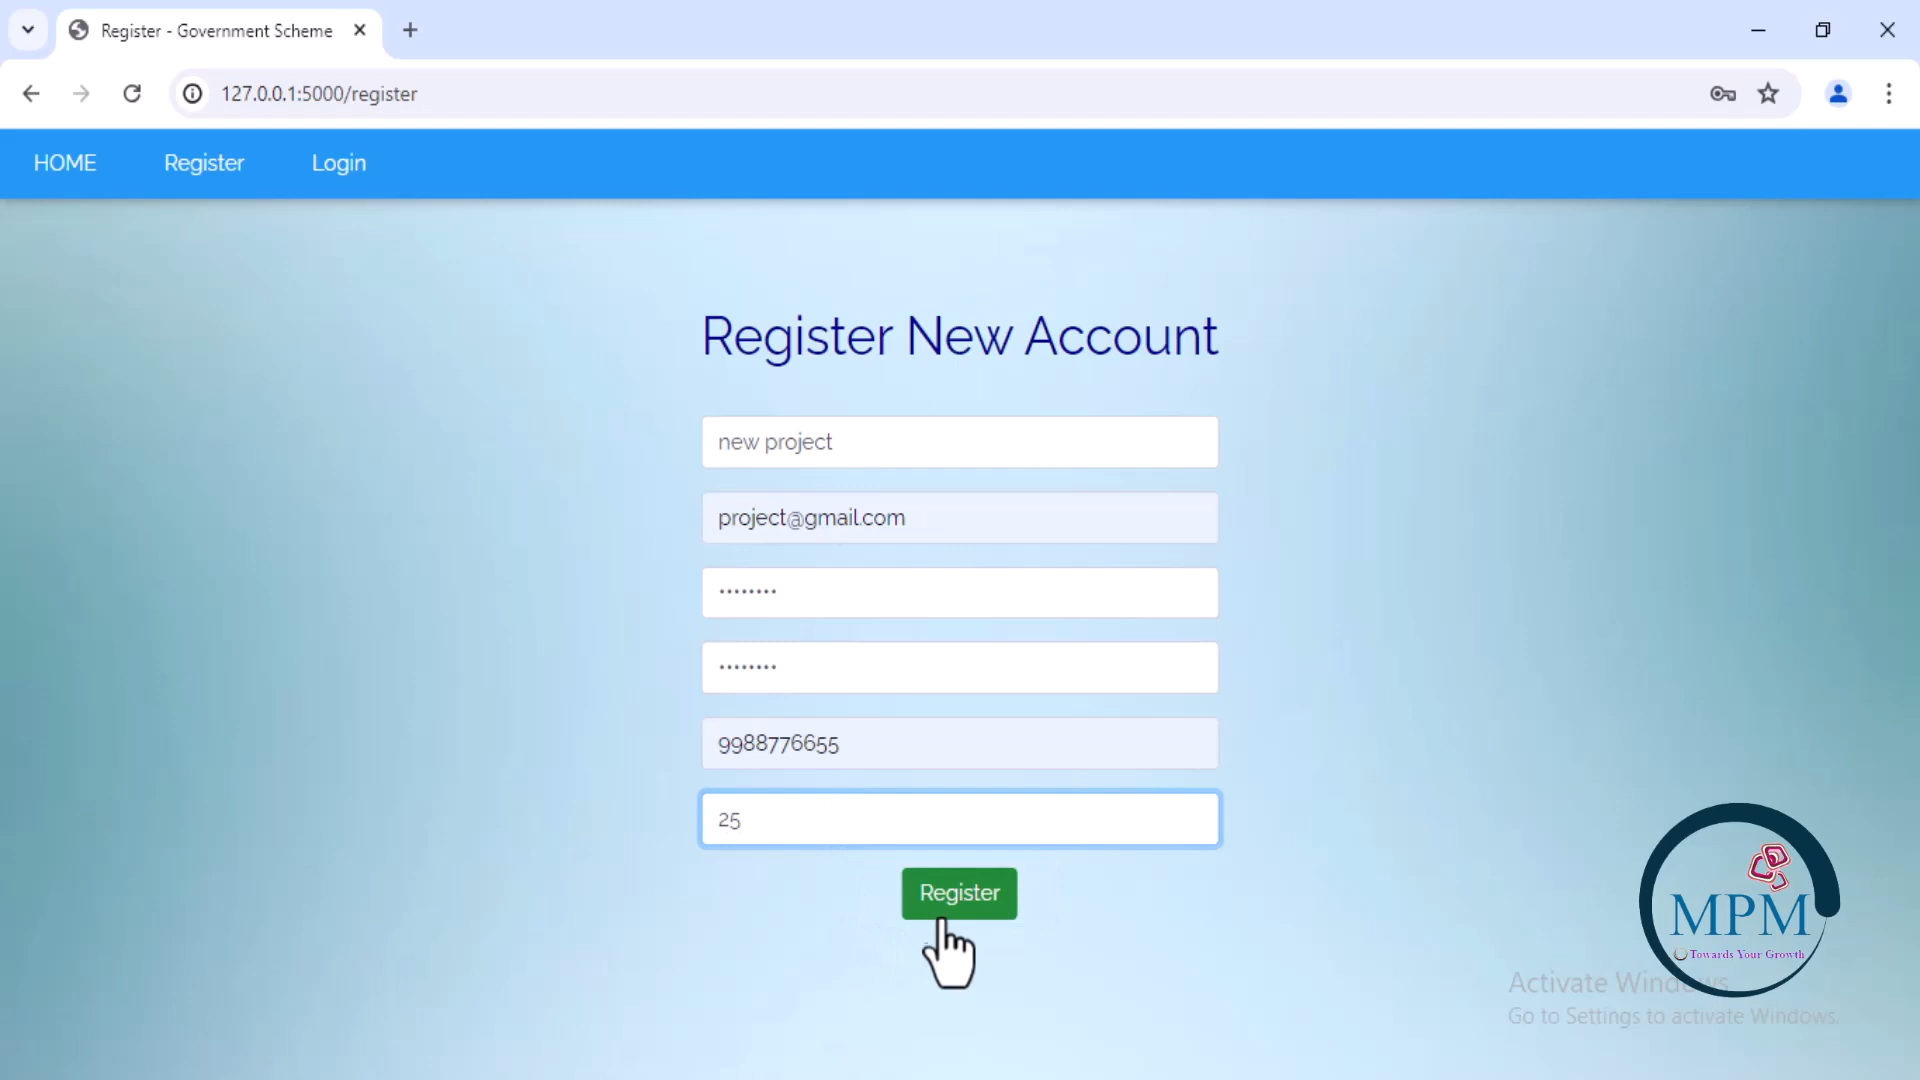 Register - Government Scheme
127.0.0.1:5000/register
HOME Register Login
Register New Account
new project
project@gmail.com
••••••••
••••••••
9988776655
25
Register
MPM
Towards Your Growth
Activate Windows
Go to Settings to activate Windows.